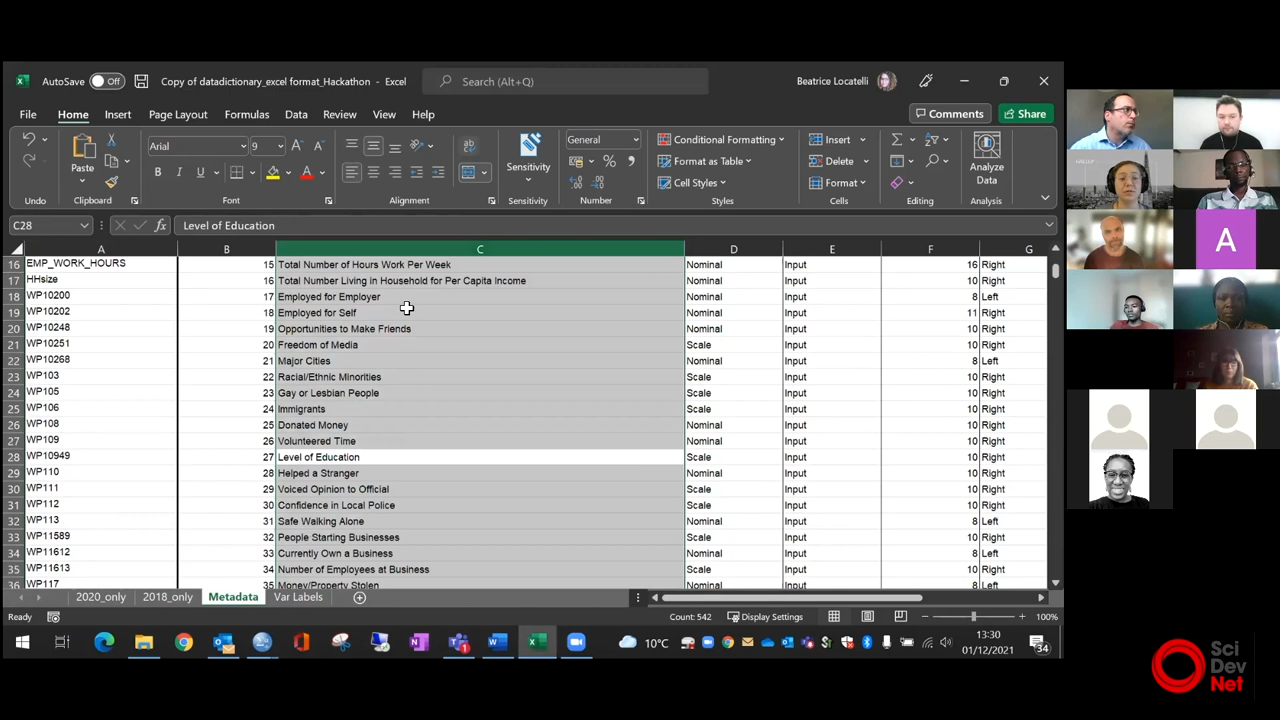 AutoSave Off Copy of datadictionary_excel format_Hackathon - Excel Search (Alt+Q) Beatrice Locatelli
File Home Insert Page Layout Formulas Data Review View Help Comments Share
Arial 9 General Conditional Formatting Insert
Paste Sensitivity Format as Table Delete Analyze Data
B I U A % Cell Styles Format
Undo Clipboard Font Alignment Sensitivity Number Styles Cells Editing Analysis
C28 fx Level of Education
A B C D E F G
16 EMP_WORK_HOURS 15 Total Number of Hours Work Per Week Nominal Input 16 Right
17 HHsize 16 Total Number Living in Household for Per Capita Income Nominal Input 10 Right
18 WP10200 17 Employed for Employer Nominal Input 8 Left
19 WP10202 18 Employed for Self Nominal Input 11 Right
20 WP10248 19 Opportunities to Make Friends Nominal Input 10 Right
21 WP10251 20 Freedom of Media Scale Input 10 Right
22 WP10268 21 Major Cities Nominal Input 8 Left
23 WP103 22 Racial/Ethnic Minorities Scale Input 10 Right
24 WP105 23 Gay or Lesbian People Scale Input 10 Right
25 WP106 24 Immigrants Scale Input 10 Right
26 WP108 25 Donated Money Nominal Input 10 Right
27 WP109 26 Volunteered Time Nominal Input 10 Right
28 WP10949 27 Level of Education Scale Input 10 Right
29 WP110 28 Helped a Stranger Nominal Input 10 Right
30 WP111 29 Voiced Opinion to Official Scale Input 10 Right
31 WP112 30 Confidence in Local Police Scale Input 10 Right
32 WP113 31 Safe Walking Alone Nominal Input 8 Left
33 WP11589 32 People Starting Businesses Scale Input 10 Right
34 WP11612 33 Currently Own a Business Nominal Input 8 Left
35 WP11613 34 Number of Employees at Business Scale Input 10 Right
36 WP117 35 Money/Property Stolen Nominal Input 8 Left
2020_only 2018_only Metadata Var Labels
Ready Count: 542 Display Settings 100%
10°C 13:30
01/12/2021 34
A
Sci
Dev
Net